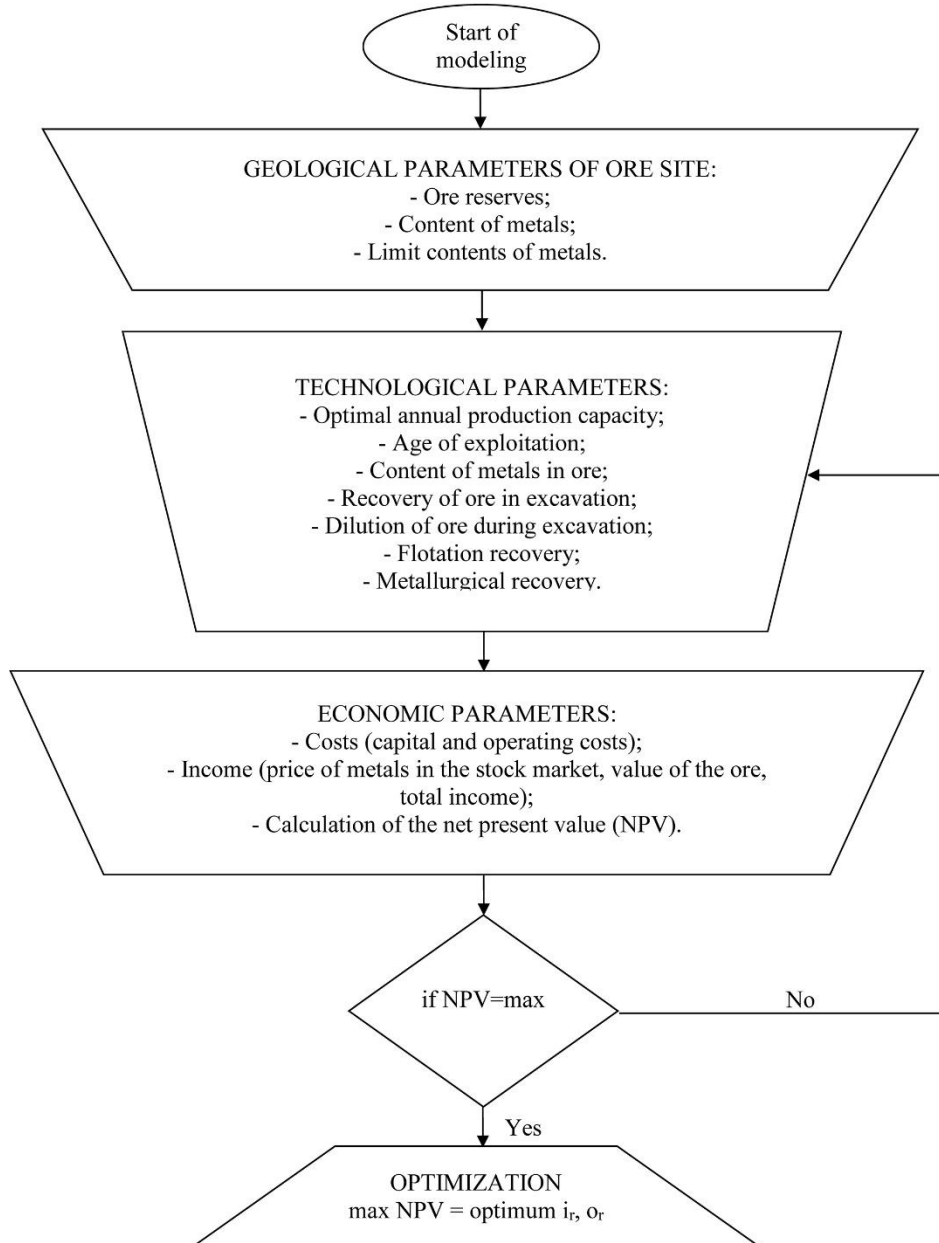 Start of
modeling
GEOLOGICAL PARAMETERS OF ORE SITE:
- Ore reserves;
- Content of metals;
- Limit contents of metals.
TECHNOLOGICAL PARAMETERS:
- Optimal annual production capacity;
- Age of exploitation;
- Content of metals in ore;
- Recovery of ore in excavation;
- Dilution of ore during excavation;
- Flotation recovery;
- Metallurgical recovery.
ECONOMIC PARAMETERS:
- Costs (capital and operating costs);
- Income (price of metals in the stock market, value of the ore,
total income);
- Calculation of the net present value (NPV).
if NPV=max
No
Yes
OPTIMIZATION
max NPV = optimum iᵣ, oᵣ